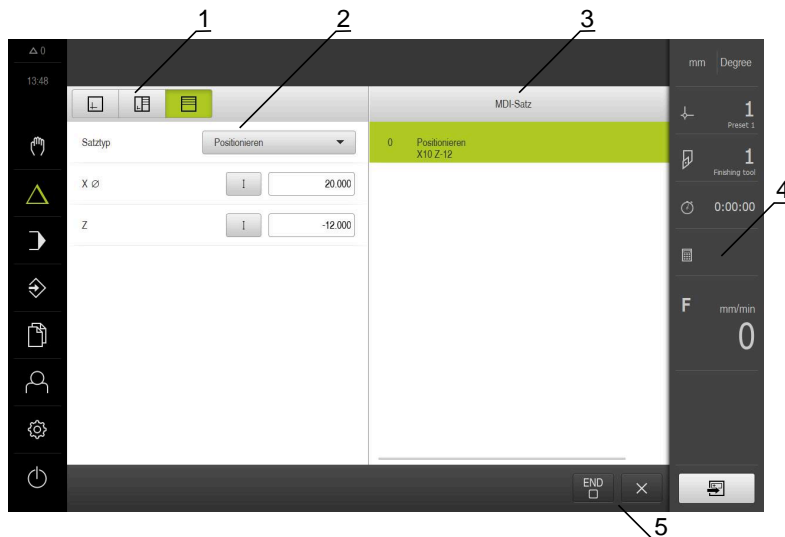 1 2 3
0
13:48
mm Degree
MDI-Satz
Satztyp Positionieren
0 Positionieren
X10 Z-12
X Ø I 20.000
Z I -12.000
1
Preset 1
1
Finishing tool
0:00:00
4
F mm/min
0
END
5